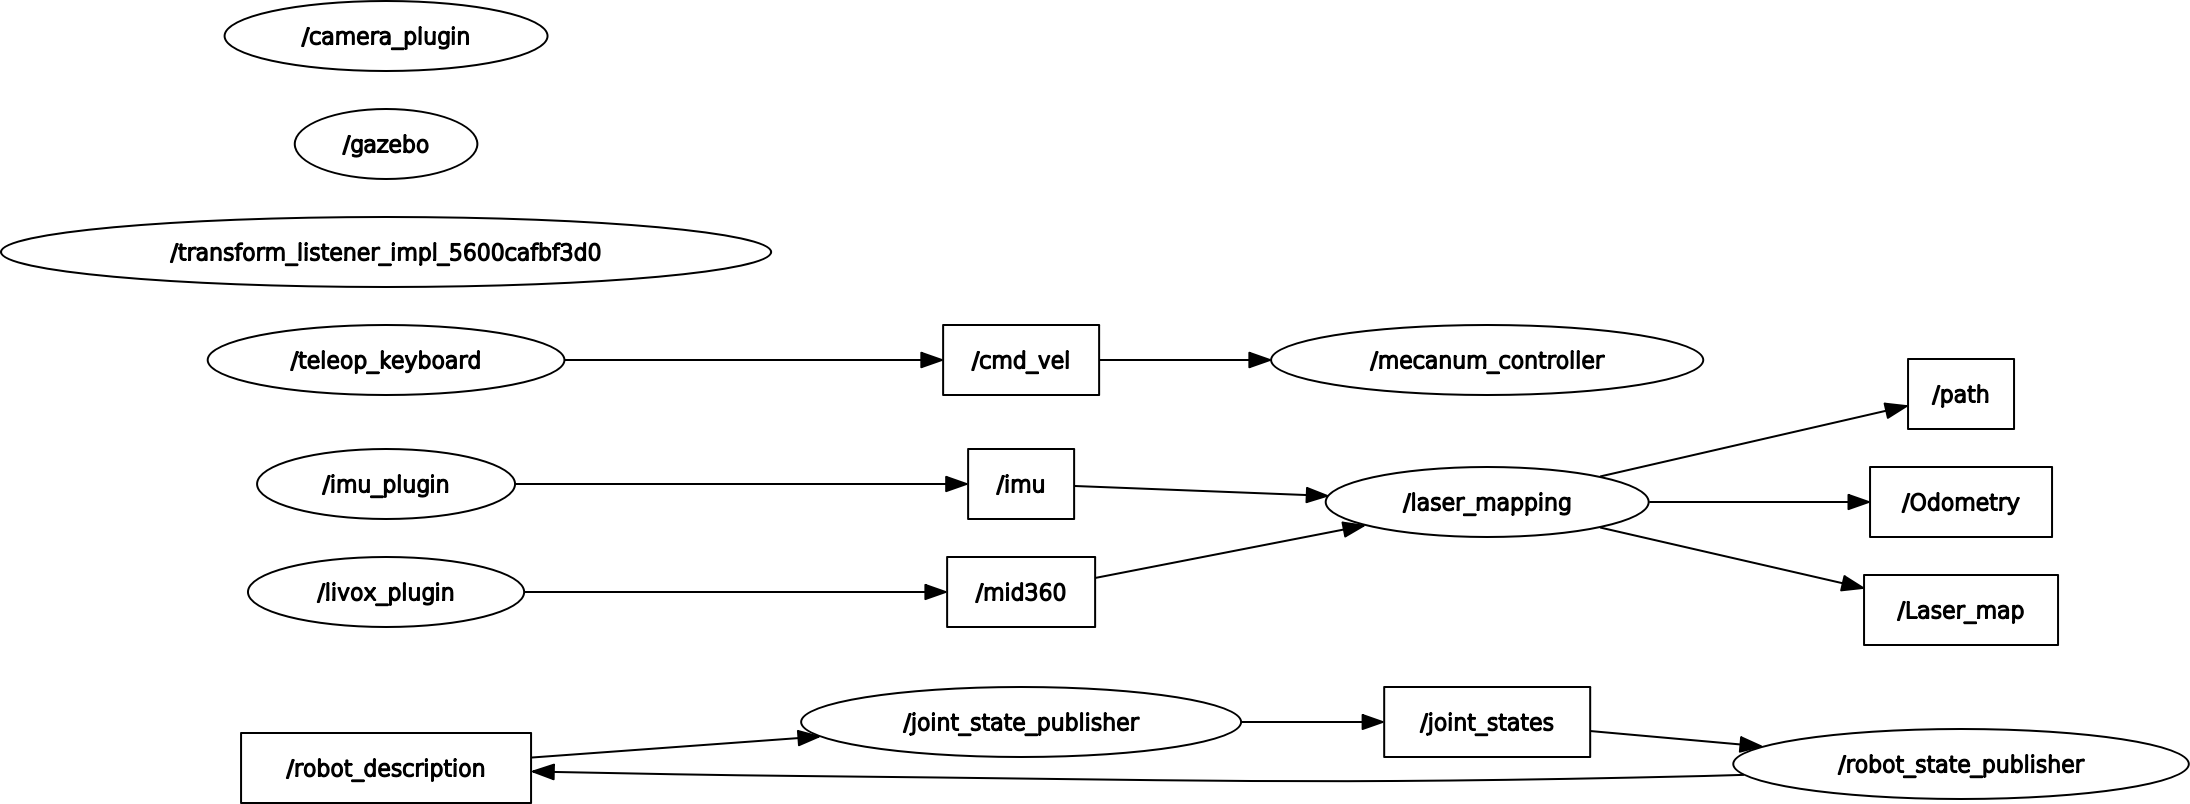 /camera_plugin
/gazebo
/transform_listener_impl_5600cafbf3d0
/teleop_keyboard
/cmd_vel
/mecanum_controller
/path
/imu_plugin
/imu
/laser_mapping
/Odometry
/livox_plugin
/mid360
/Laser_map
/joint_state_publisher
/joint_states
/robot_description
/robot_state_publisher